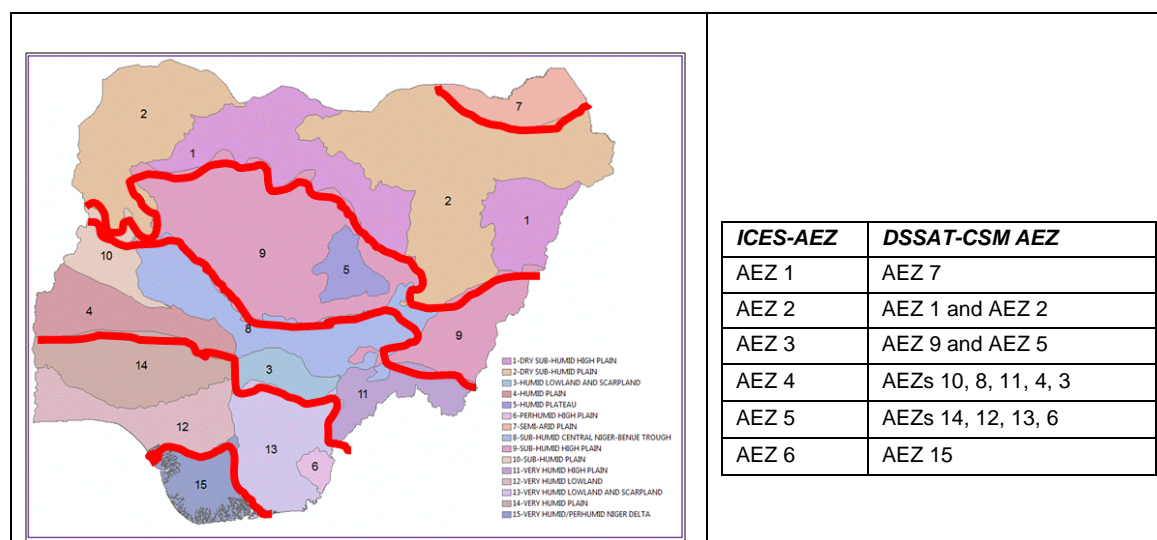 2
7
1
2
1
10
9
5
4
8
9
14
3
11
12
13
6
15
1-DRY SUB-HUMID HIGH PLAIN
2-DRY SUB-HUMID PLAIN
3-HUMID LOWLAND AND SCARPLAND
4-HUMID PLAIN
5-HUMID PLATEAU
6-PERHUMID HIGH PLAIN
7-SEMI-ARID PLAIN
8-SUB-HUMID CENTRAL NIGER-BENUE TROUGH
9-SUB-HUMID HIGH PLAIN
10-SUB-HUMID PLAIN
11-VERY HUMID HIGH PLAIN
12-VERY HUMID LOWLAND
13-VERY HUMID LOWLAND AND SCARPLAND
14-VERY HUMID PLAIN
15-VERY HUMID/PERHUMID NIGER DELTA
ICES-AEZ DSSAT-CSM AEZ
AEZ 1 AEZ 7
AEZ 2 AEZ 1 and AEZ 2
AEZ 3 AEZ 9 and AEZ 5
AEZ 4 AEZs 10, 8, 11, 4, 3
AEZ 5 AEZs 14, 12, 13, 6
AEZ 6 AEZ 15